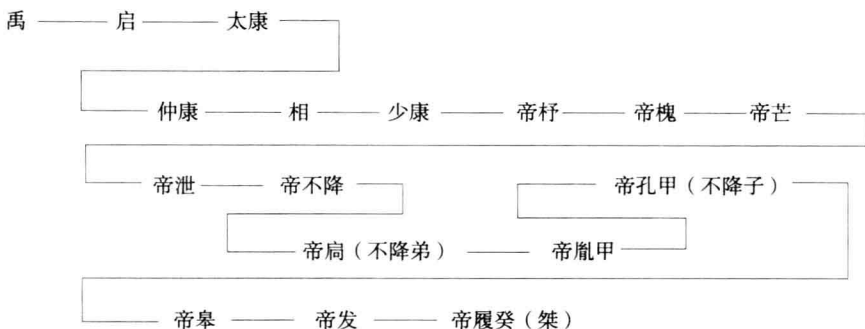 禹 启 太康
仲康 相 少康 帝杼 帝槐 帝芒
帝泄 帝不降 帝孔甲（不降子）
帝扃（不降弟） 帝胤甲
帝皋 帝发 帝履癸（桀）